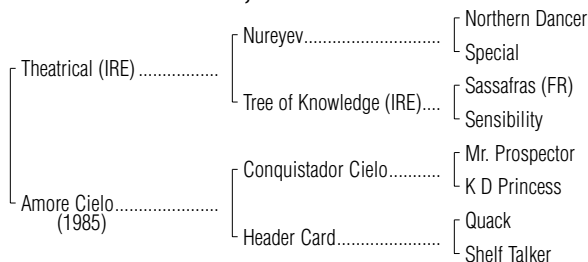 Northern Dancer
Nureyev
Special
Theatrical (IRE)
Sassafras (FR)
Tree of Knowledge (IRE)
Sensibility
Mr. Prospector
Conquistador Cielo
K D Princess
Amore Cielo
(1985)
Quack
Header Card
Shelf Talker